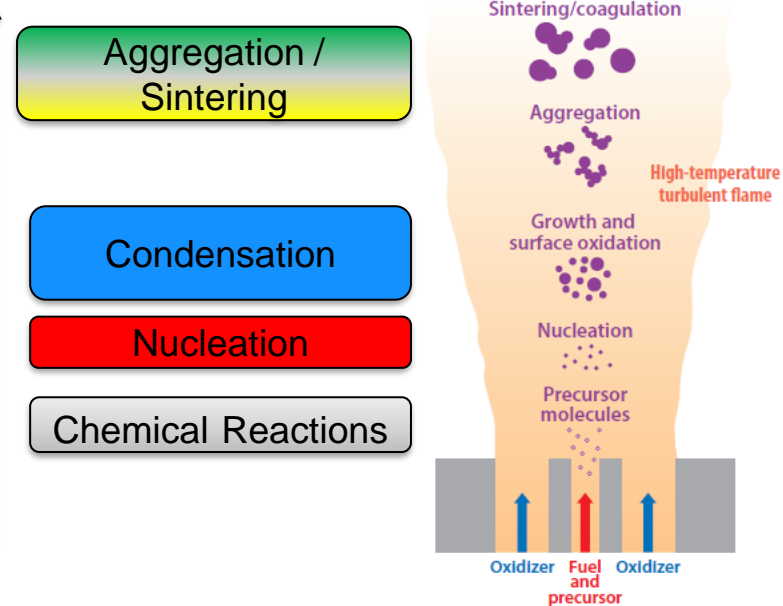 Aggregation /
Sintering
Condensation
Nucleation
Chemical Reactions
Sintering/coagulation
Aggregation
High-temperature
turbulent flame
Growth and
surface oxidation
Nucleation
Precursor
molecules
Oxidizer
Fuel
and
precursor
Oxidizer